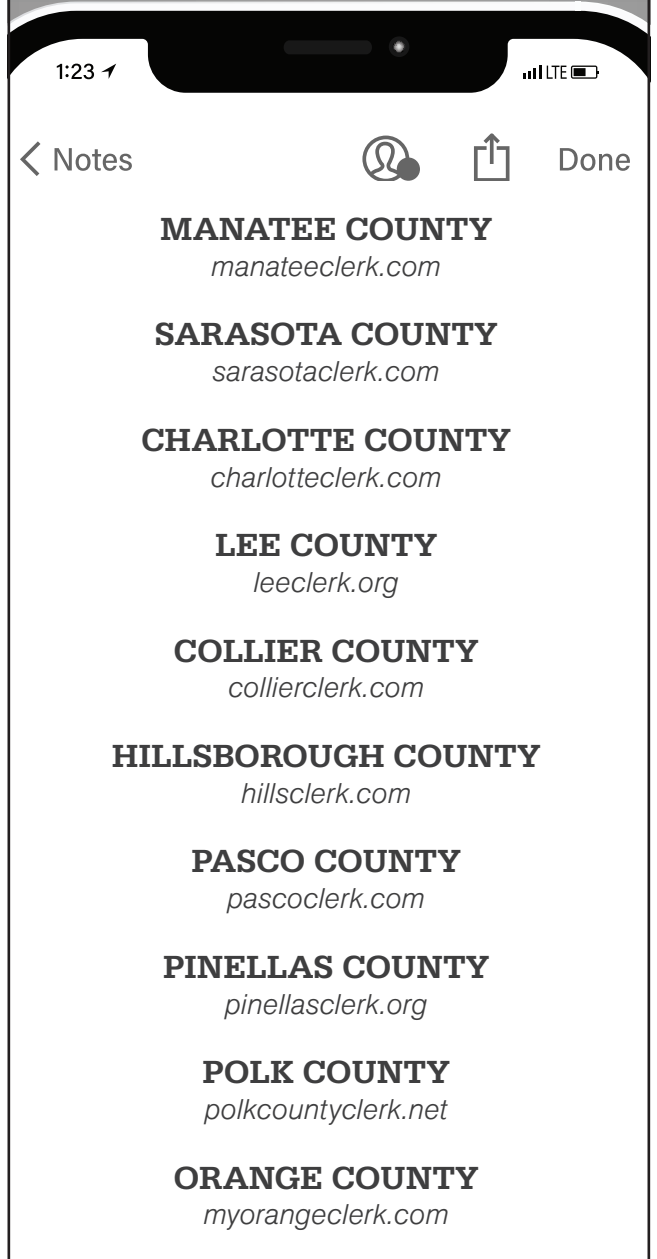 1:23
LTE
Notes
Done
MANATEE COUNTY
manateeclerk.com
SARASOTA COUNTY
sarasotaclerk.com
CHARLOTTE COUNTY
charlotteclerk.com
LEE COUNTY
leeclerk.org
COLLIER COUNTY
collierclerk.com
HILLSBOROUGH COUNTY
hillsclerk.com
PASCO COUNTY
pascoclerk.com
PINELLAS COUNTY
pinellasclerk.org
POLK COUNTY
polkcountyclerk.net
ORANGE COUNTY
myorangeclerk.com